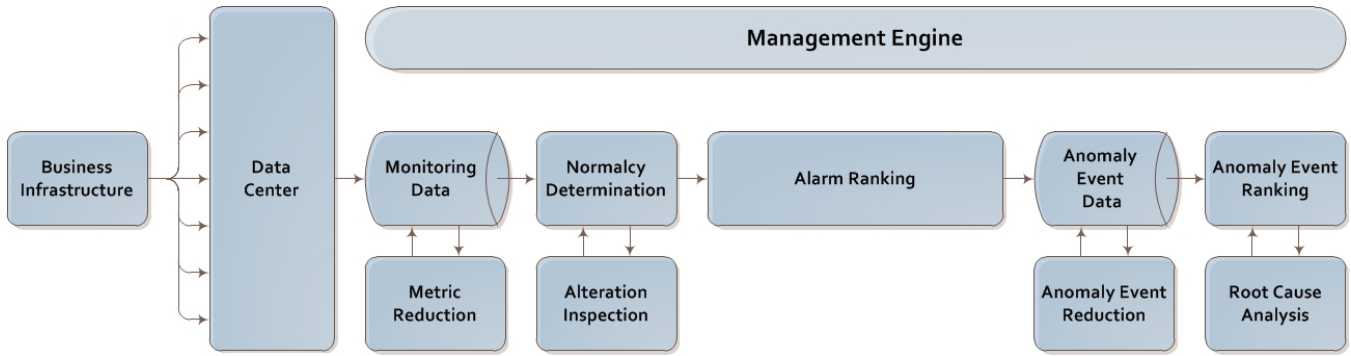 Management Engine
Business
Infrastructure
Data
Center
Monitoring
Data
Normalcy
Determination
Alarm Ranking
Anomaly
Event
Data
Anomaly Event
Ranking
Metric
Reduction
Alteration
Inspection
Anomaly Event
Reduction
Root Cause
Analysis